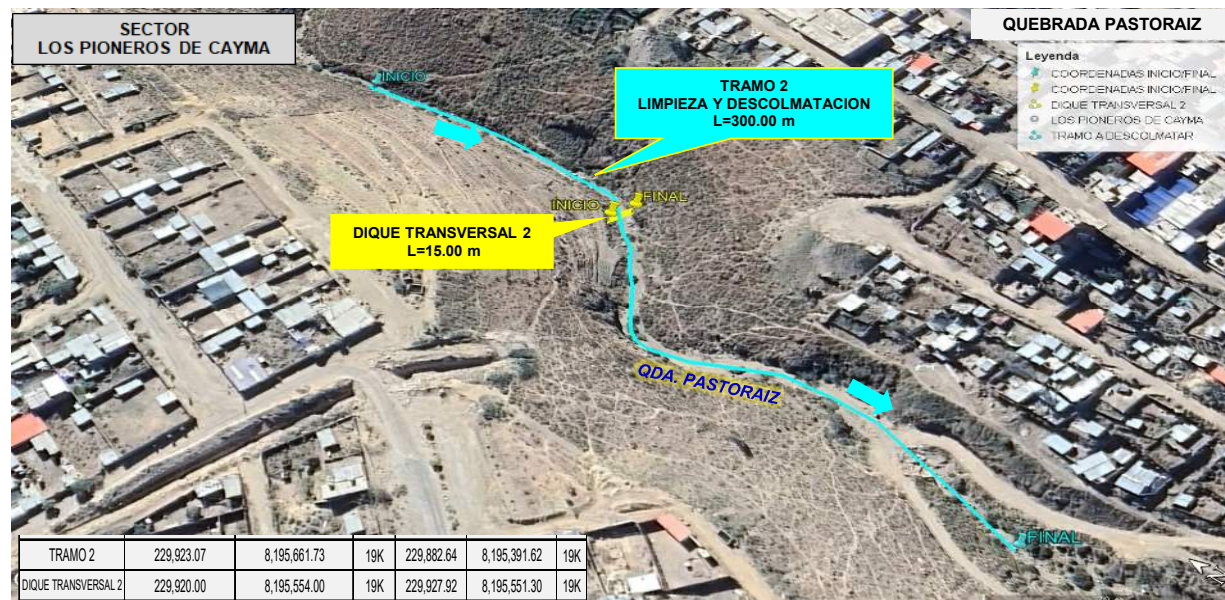 SECTOR
LOS PIONEROS DE CAYMA
QUEBRADA PASTORAIZ
Leyenda
COORDENADAS INICIO/FINAL
COORDENADAS INICIO/FINAL
DIQUE TRANSVERSAL 2
LOS PIONEROS DE CAYMA
TRAMO A DESCOLMATAR
INICIO
TRAMO 2
LIMPIEZA Y DESCOLMATACION
L=300.00 m
INICIO
FINAL
DIQUE TRANSVERSAL 2
L=15.00 m
QDA. PASTORAIZ
FINAL
TRAMO 2 229,923.07 8,195,661.73 19K 229,882.64 8,195,391.62 19K
DIQUE TRANSVERSAL 2 229,920.00 8,195,554.00 19K 229,927.92 8,195,551.30 19K